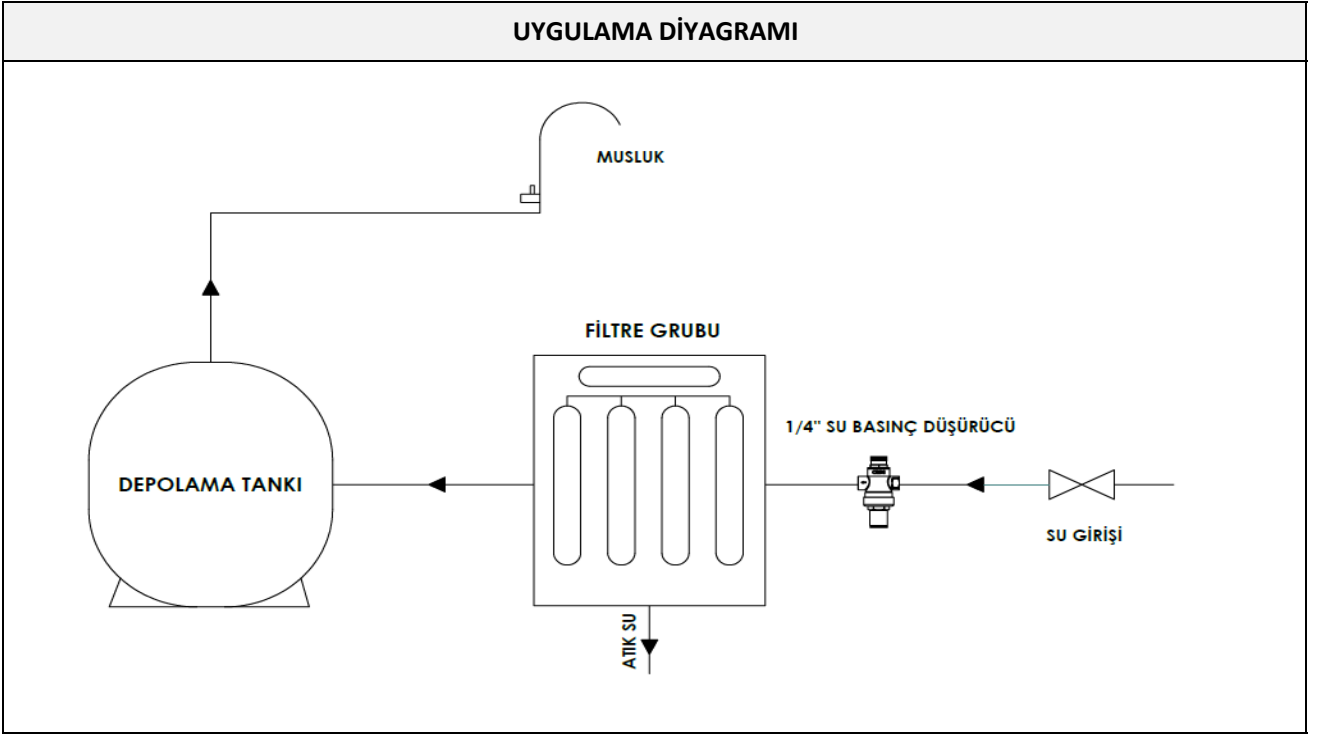 UYGULAMA DİYAGRAMI
MUSLUK
FİLTRE GRUBU
1/4" SU BASINÇ DÜŞÜRÜCÜ
DEPOLAMA TANKI
SU GİRİŞİ
ATIK SU